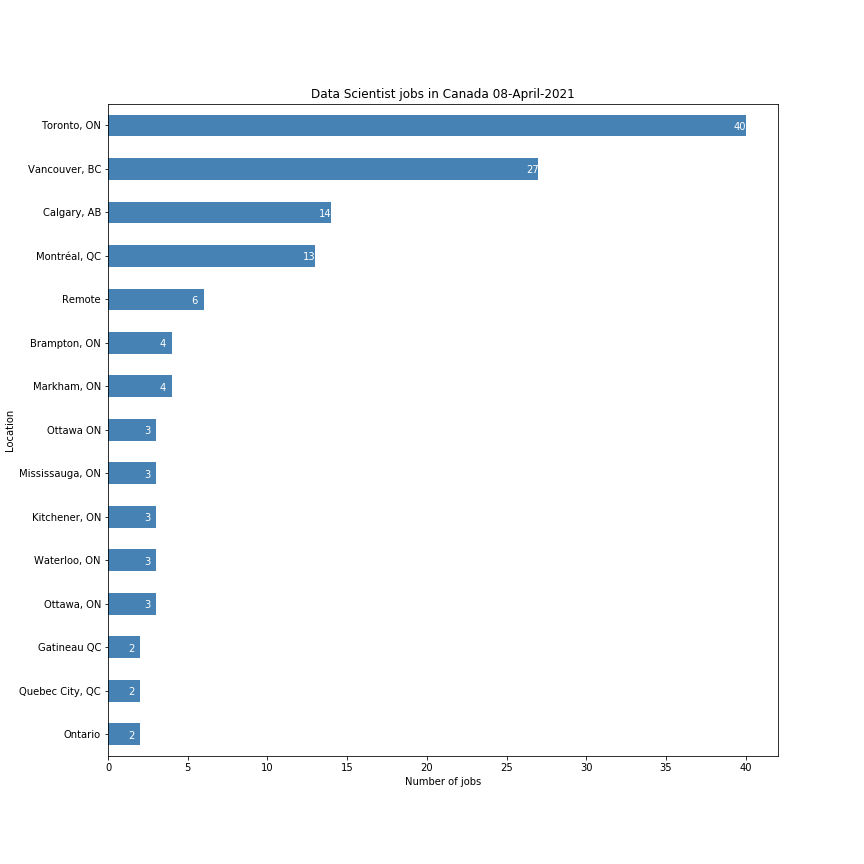 Data Scientist jobs in Canada 08-April-2021
Toronto, ON 40
Vancouver, BC 27
Calgary, AB 14
Montréal, QC 13
Remote 6
Brampton, ON 4
Markham, ON 4
Location
Ottawa ON 3
Mississauga, ON 3
Kitchener, ON 3
Waterloo, ON 3
Ottawa, ON 3
Gatineau QC 2
Quebec City, QC 2
Ontario 2
0 5 10 15 20 25 30 35 40
Number of jobs